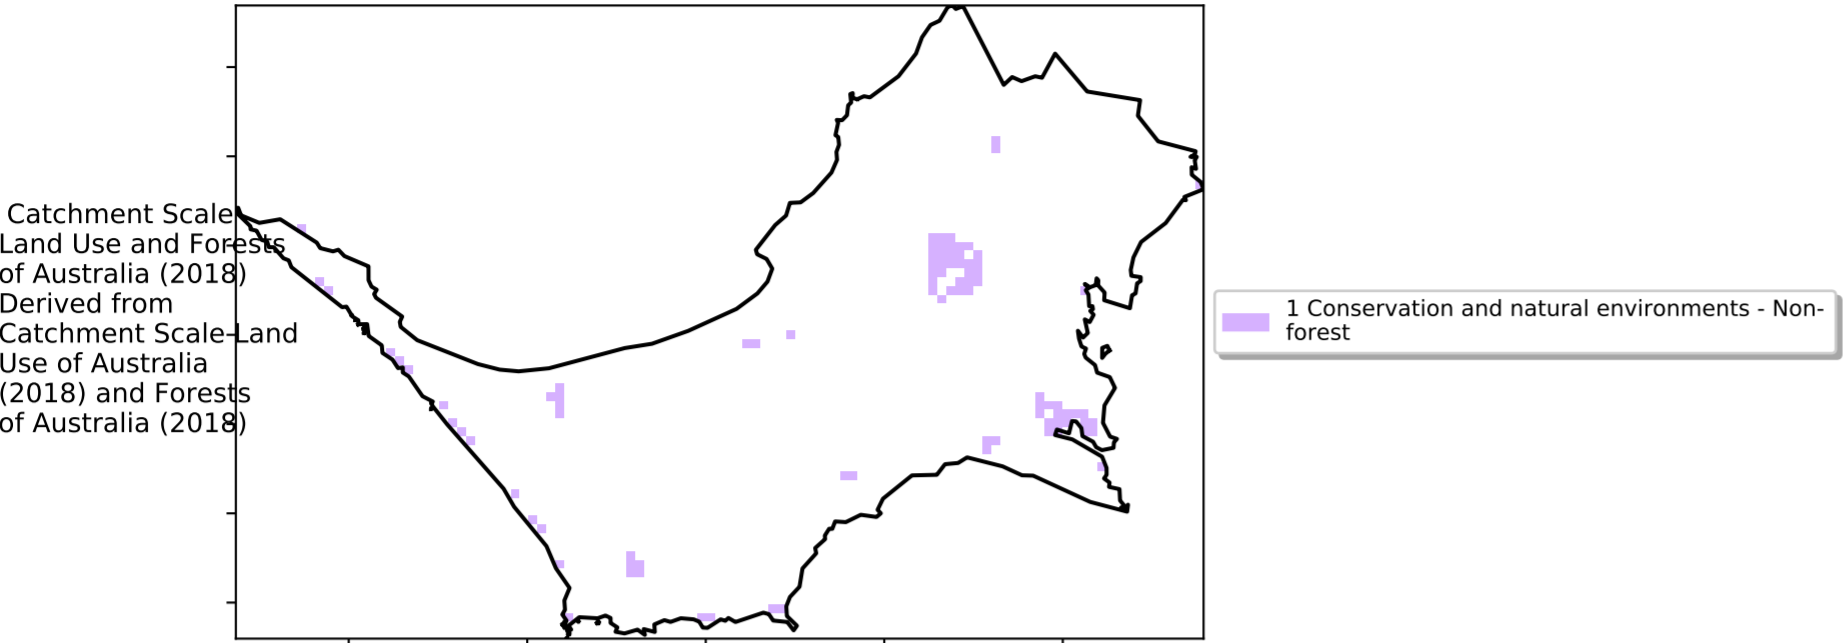 Catchment Scale
Land Use and Forests
of Australia (2018)
Derived from
Catchment Scale Land
Use of Australia
(2018) and Forests
of Australia (2018)
1 Conservation and natural environments - Non-
forest